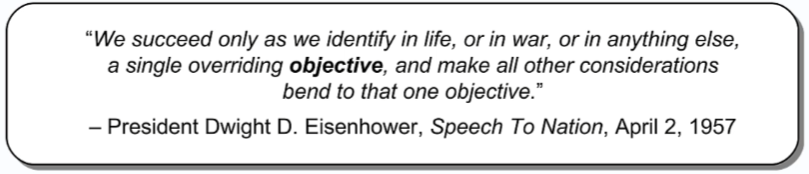 “We succeed only as we identify in life, or in war, or in anything else,
a single overriding objective, and make all other considerations
bend to that one objective.”
– President Dwight D. Eisenhower, Speech To Nation, April 2, 1957